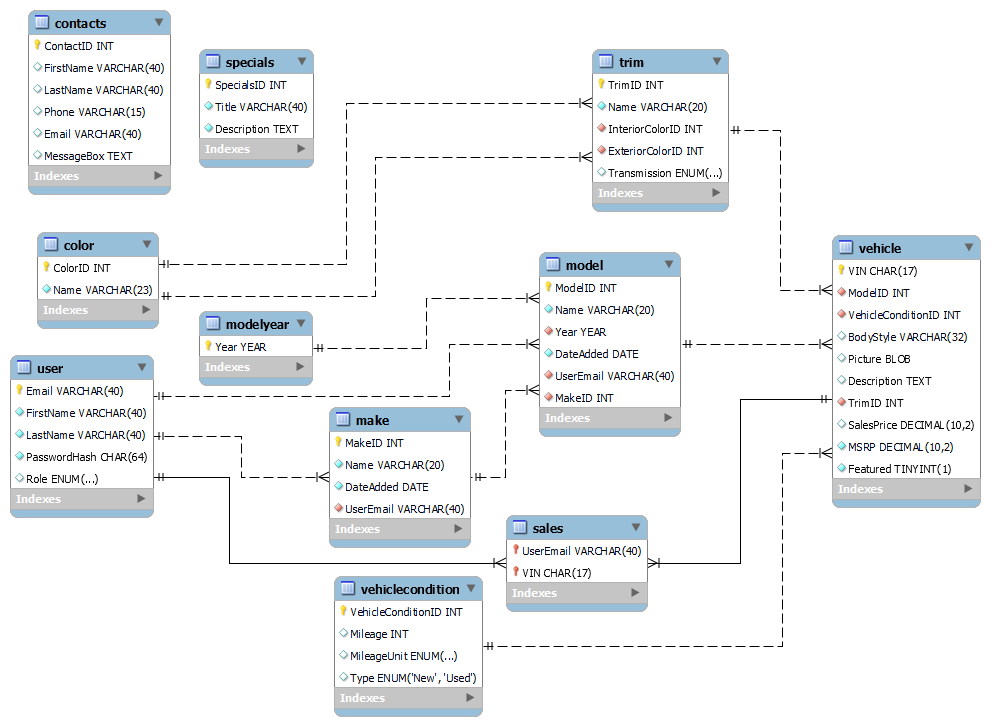 contacts
ContactID INT
FirstName VARCHAR(40)
LastName VARCHAR(40)
Phone VARCHAR(15)
Email VARCHAR(40)
MessageBox TEXT
Indexes
specials
SpecialsID INT
Title VARCHAR(40)
Description TEXT
Indexes
trim
TrimID INT
Name VARCHAR(20)
InteriorColorID INT
ExteriorColorID INT
Transmission ENUM(...)
Indexes
color
ColorID INT
Name VARCHAR(23)
Indexes
modelyear
Year YEAR
Indexes
model
ModelID INT
Name VARCHAR(20)
Year YEAR
DateAdded DATE
UserEmail VARCHAR(40)
MakeID INT
Indexes
vehicle
VIN CHAR(17)
ModelID INT
VehicleConditionID INT
BodyStyle VARCHAR(32)
Picture BLOB
Description TEXT
TrimID INT
SalesPrice DECIMAL(10,2)
MSRP DECIMAL(10,2)
Featured TINYINT(1)
Indexes
user
Email VARCHAR(40)
FirstName VARCHAR(40)
LastName VARCHAR(40)
PasswordHash CHAR(64)
Role ENUM(...)
Indexes
make
MakeID INT
Name VARCHAR(20)
DateAdded DATE
UserEmail VARCHAR(40)
Indexes
sales
UserEmail VARCHAR(40)
VIN CHAR(17)
Indexes
vehiclecondition
VehicleConditionID INT
Mileage INT
MileageUnit ENUM(...)
Type ENUM('New','Used')
Indexes